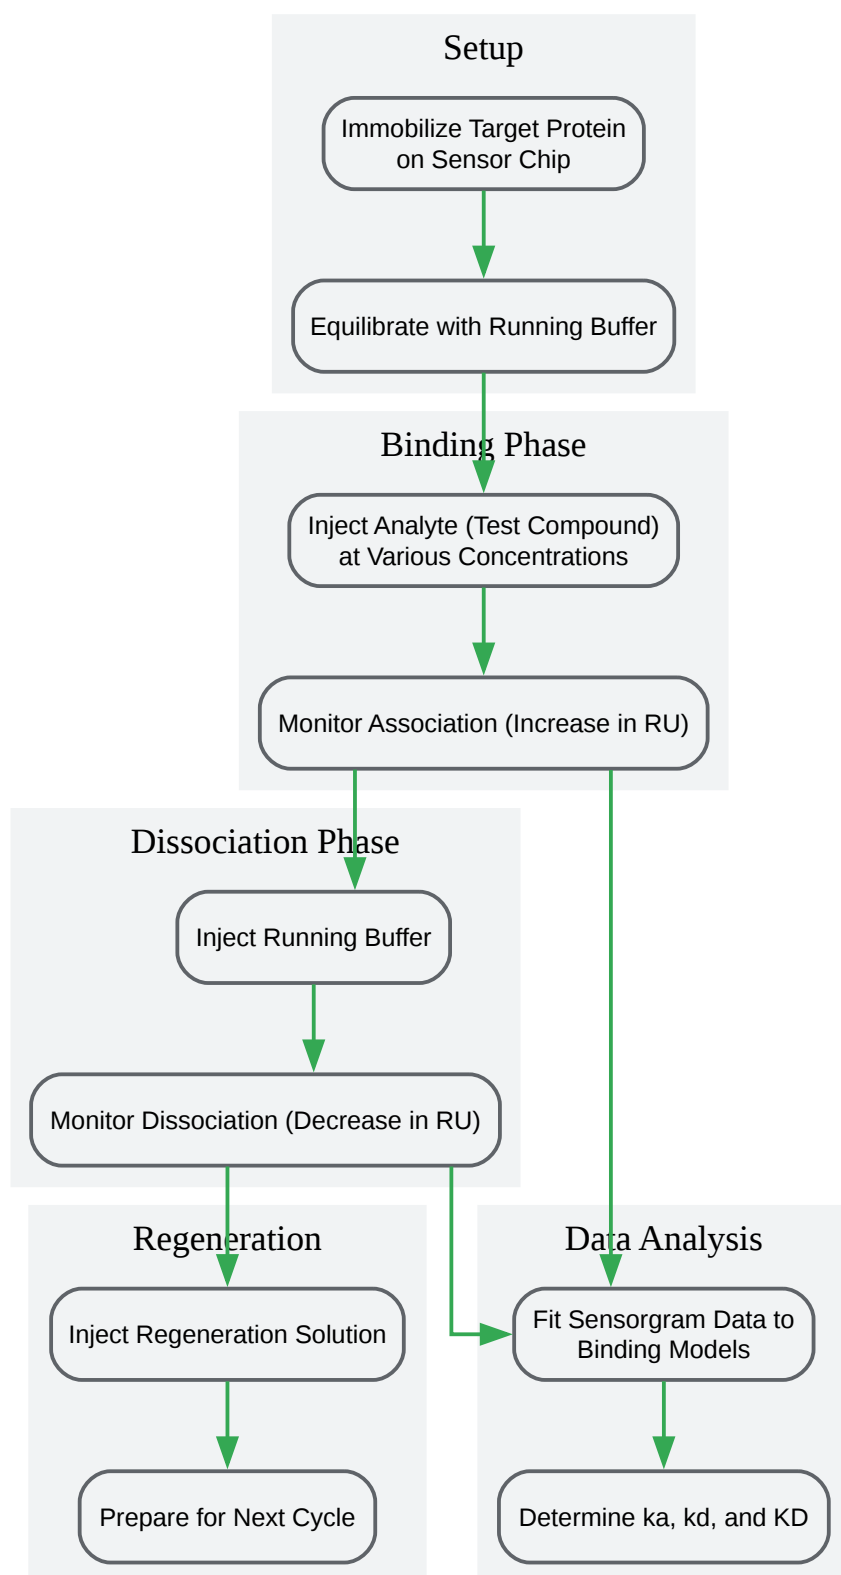 Setup
Immobilize Target Protein
on Sensor Chip
Equilibrate with Running Buffer
Binding Phase
Inject Analyte (Test Compound)
at Various Concentrations
Monitor Association (Increase in RU)
Dissociation Phase
Inject Running Buffer
Monitor Dissociation (Decrease in RU)
Regeneration
Inject Regeneration Solution
Prepare for Next Cycle
Data Analysis
Fit Sensorgram Data to
Binding Models
Determine ka, kd, and KD